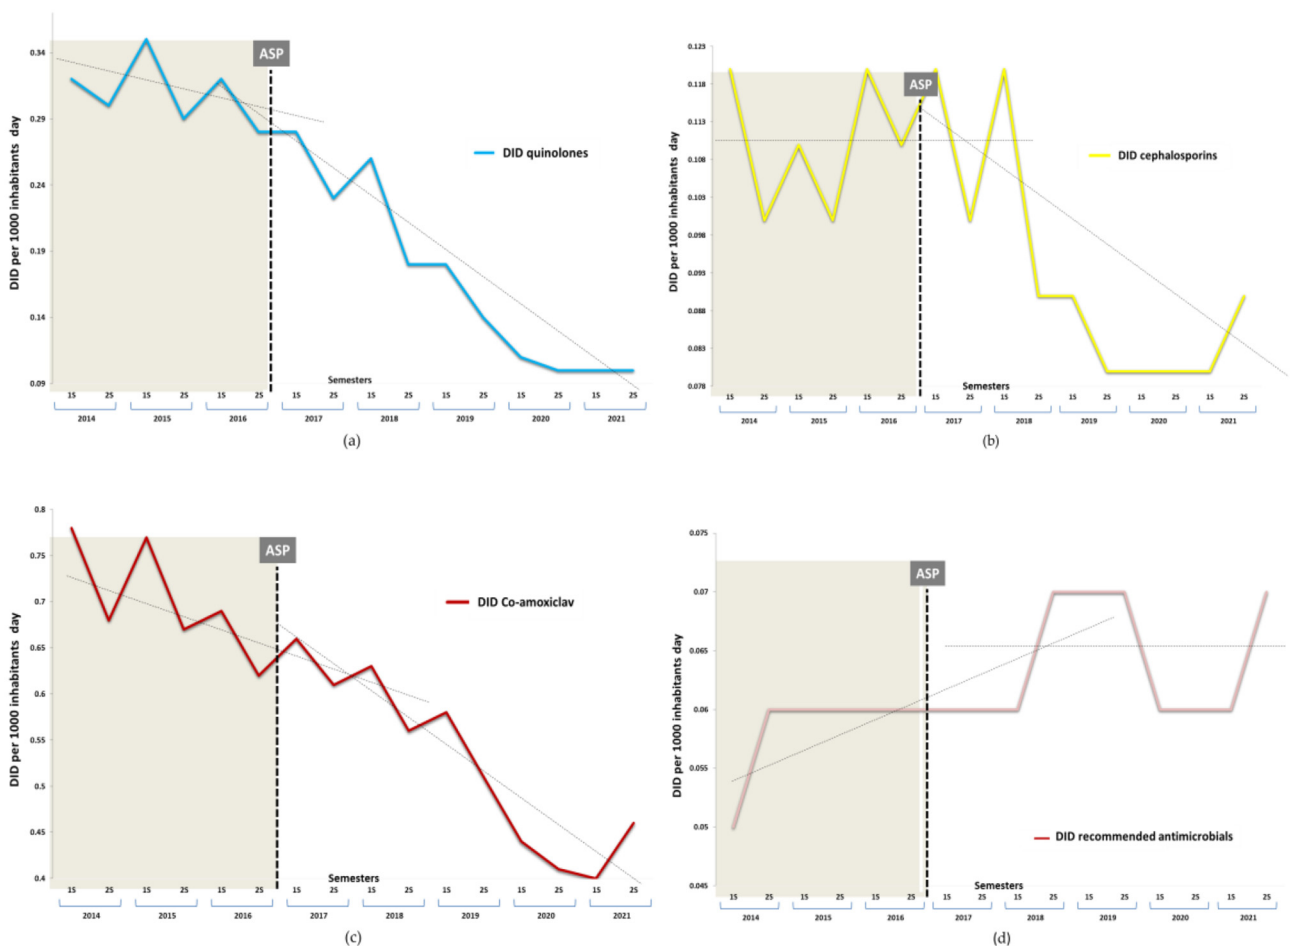 ASP
0.34
0.29
0.24
0.19
0.14
0.09
DID per 1000 inhabitants day
DID quinolones
Semesters
1S 2S 1S 2S 1S 2S 1S 2S 1S 2S 1S 2S 1S 2S 1S 2S
2014 2015 2016 2017 2018 2019 2020 2021
(a)
ASP
0.123
0.118
0.113
0.108
0.103
0.098
0.093
0.088
0.083
0.078
DID per 1000 inhabitants day
DID cephalosporins
Semesters
1S 2S 1S 2S 1S 2S 1S 2S 1S 2S 1S 2S 1S 2S 1S 2S
2014 2015 2016 2017 2018 2019 2020 2021
(b)
ASP
0.8
0.75
0.7
0.65
0.6
0.55
0.5
0.45
0.4
DID per 1000 inhabitants day
DID Co-amoxiclav
Semesters
1S 2S 1S 2S 1S 2S 1S 2S 1S 2S 1S 2S 1S 2S 1S 2S
2014 2015 2016 2017 2018 2019 2020 2021
(c)
ASP
0.075
0.07
0.065
0.06
0.055
0.05
0.045
DID per 1000 inhabitants day
DID recommended antimicrobials
Semesters
1S 2S 1S 2S 1S 2S 1S 2S 1S 2S 1S 2S 1S 2S 1S 2S
2014 2015 2016 2017 2018 2019 2020 2021
(d)